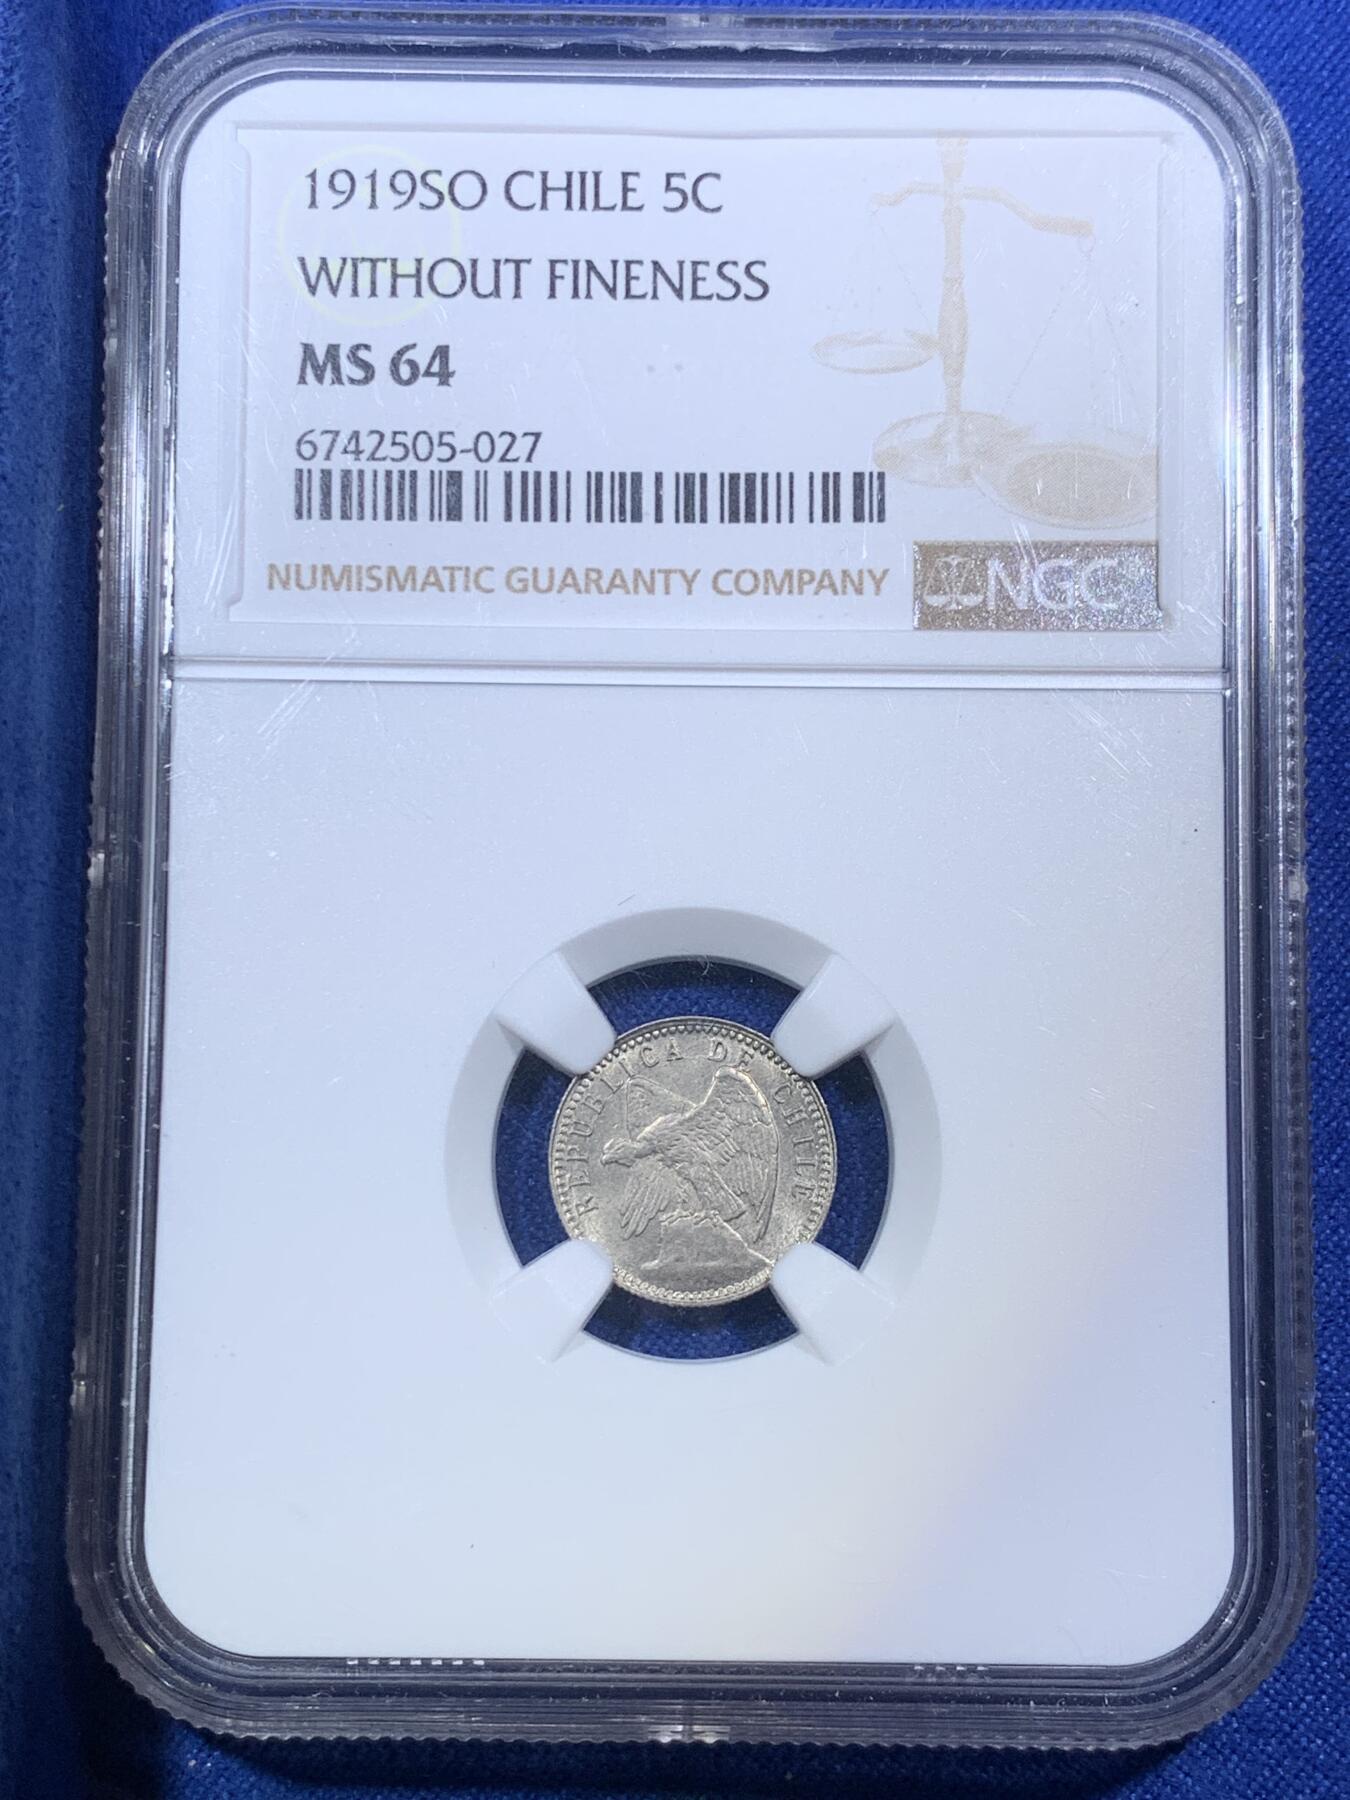 1919SO CHILE 5C
WITHOUT FINENESS
MS 64
6742505-027
NUMISMATIC GUARANTY COMPANY
NGC
REPUBLICA DE CHILE